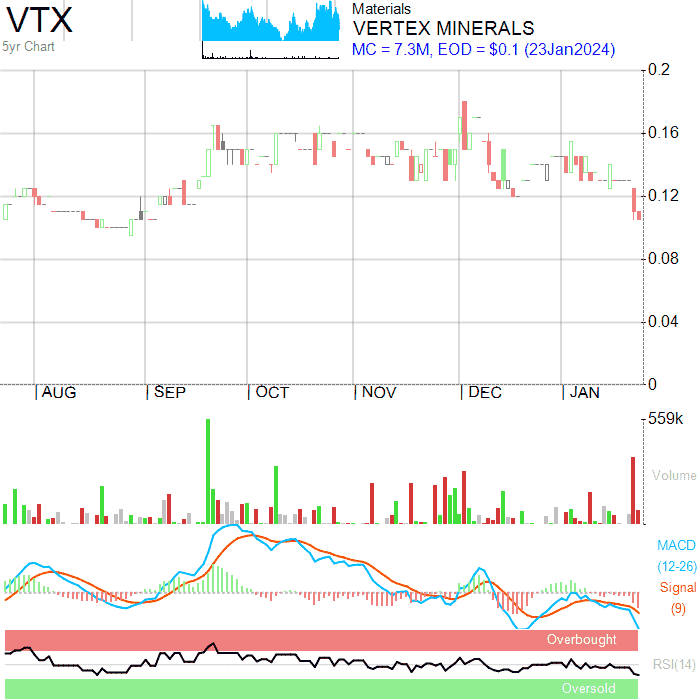 VTX
5yr Chart
Materials
VERTEX MINERALS
MC = 7.3M, EOD = $0.1 (23Jan2024)
0.2
0.16
0.12
0.08
0.04
0
AUG SEP OCT NOV DEC JAN
559k
Volume
MACD
(12-26)
Signal
(9)
Overbought
RSI(14)
Oversold